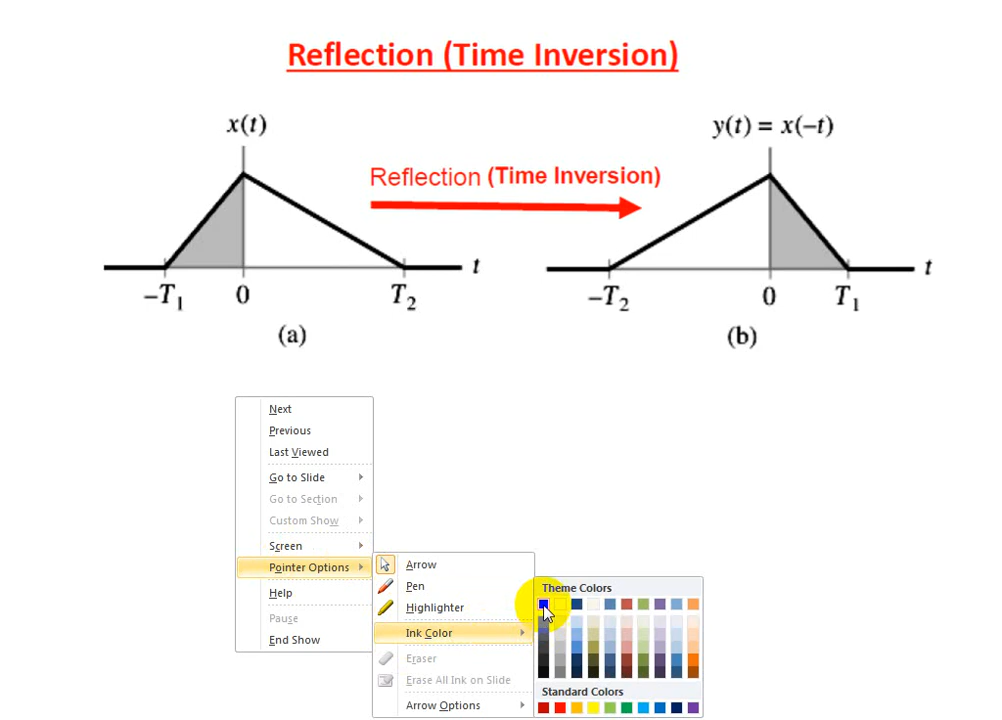 Reflection (Time Inversion)
x(t)
y(t) = x(–t)
Reflection (Time Inversion)
t
–T₁ 0 T₂
(a)
t
–T₂ 0 T₁
(b)
Next
Previous
Last Viewed
Go to Slide
Go to Section
Custom Show
Screen
Pointer Options
Help
Pause
End Show
Arrow
Pen
Highlighter
Ink Color
Eraser
Erase All Ink on Slide
Arrow Options
Theme Colors
Standard Colors